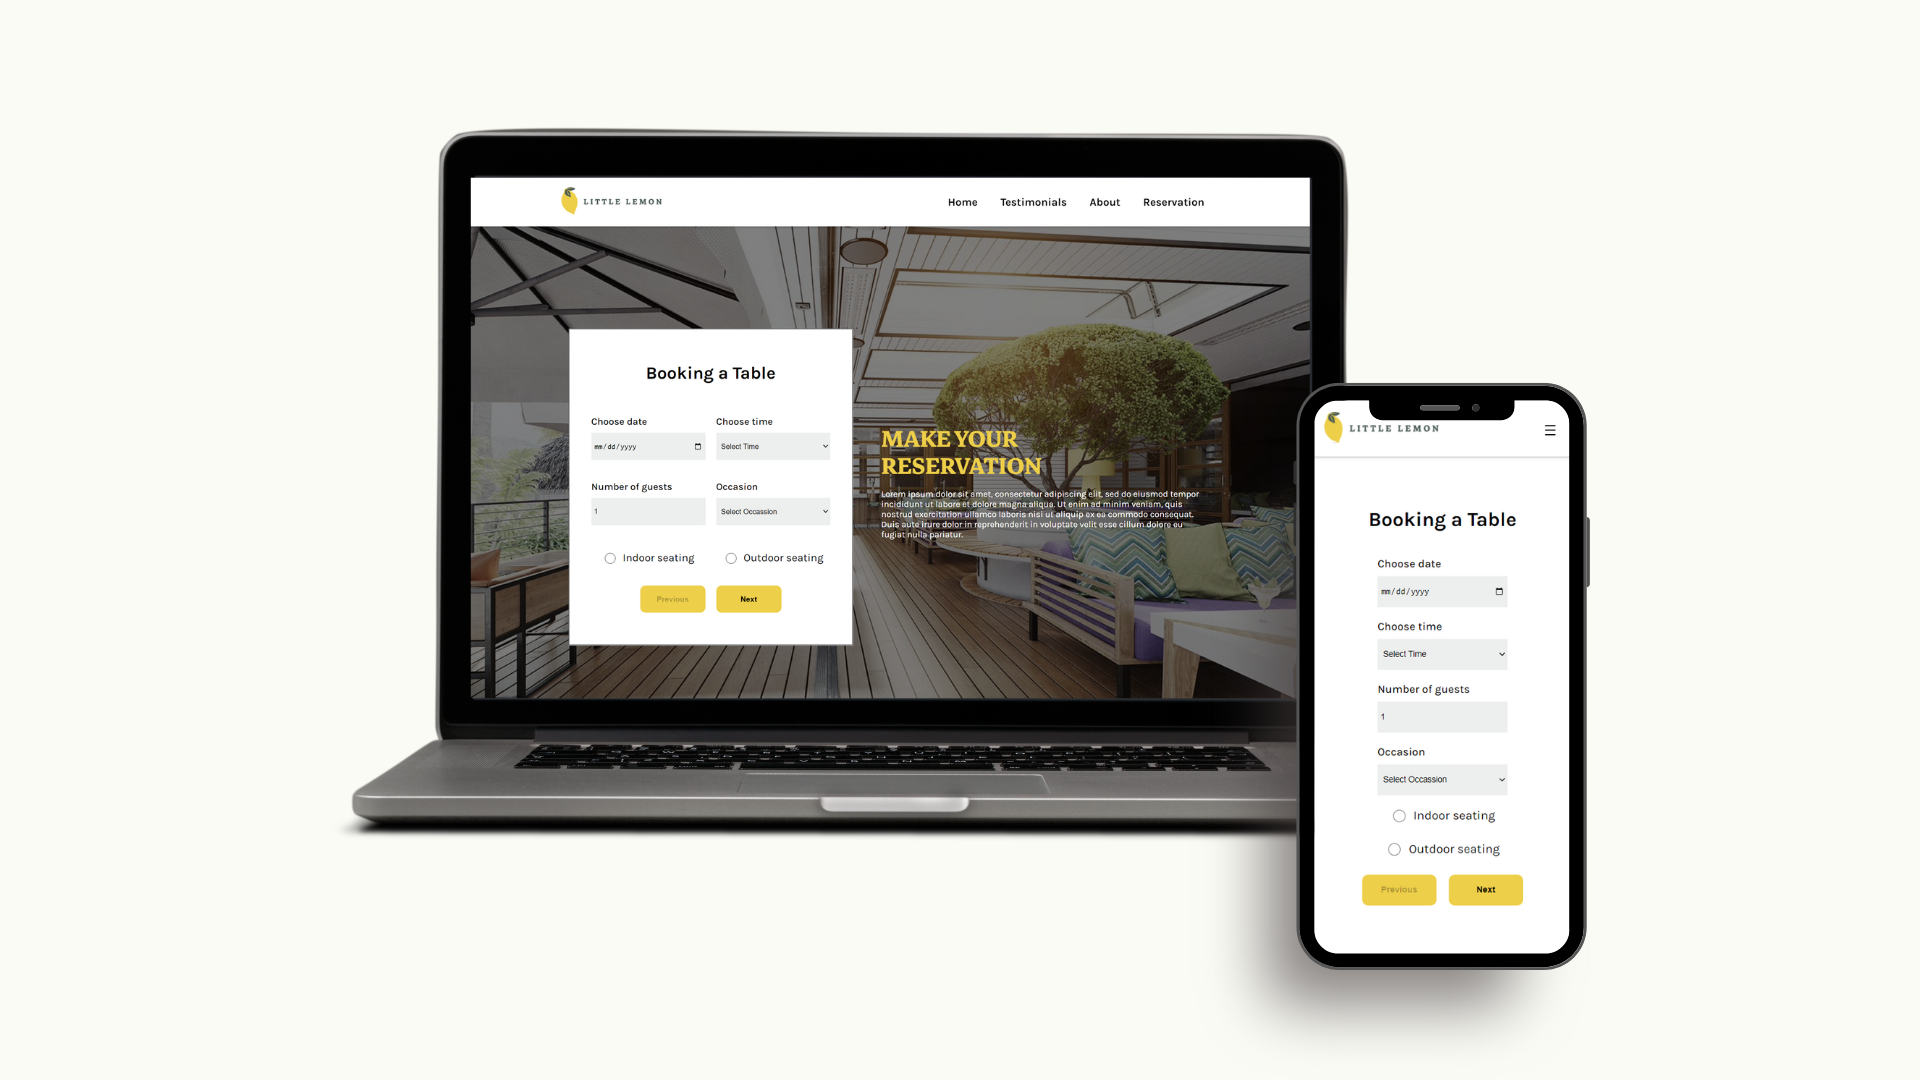 LITTLE LEMON
Home Testimonials About Reservation
Booking a Table
Choose date Choose time
mm/dd/yyyy Select Time
Number of guests Occasion
1 Select Occassion
Indoor seating Outdoor seating
Previous Next
MAKE YOUR
RESERVATION
Lorem ipsum dolor sit amet, consectetur adipiscing elit, sed do eiusmod tempor
incididunt ut labore et dolore magna aliqua. Ut enim ad minim veniam, quis
nostrud exercitation ullamco laboris nisi ut aliquip ex ea commodo consequat.
Duis aute irure dolor in reprehenderit in voluptate velit esse cillum dolore eu
fugiat nulla pariatur.
LITTLE LEMON
Booking a Table
Choose date
mm/dd/yyyy
Choose time
Select Time
Number of guests
1
Occasion
Select Occassion
Indoor seating
Outdoor seating
Previous Next